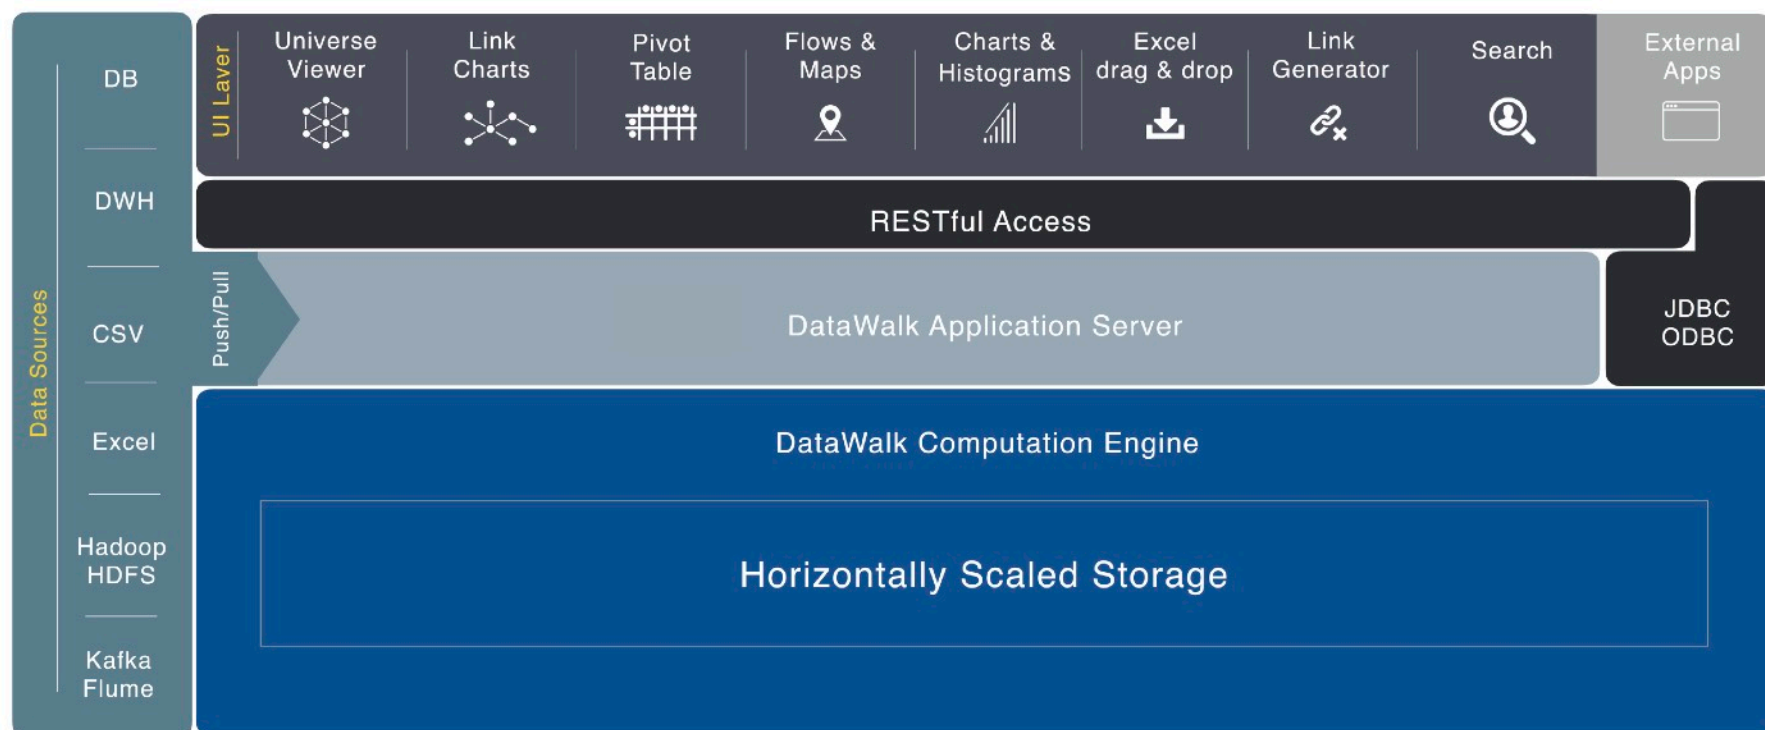 Data Sources
DB
DWH
CSV
Excel
Hadoop
HDFS
Kafka
Flume
UI Laver
Universe
Viewer
Link
Charts
Pivot
Table
Flows &
Maps
Charts &
Histograms
Excel
drag & drop
Link
Generator
Search
External
Apps
RESTful Access
Push/Pull
DataWalk Application Server
JDBC
ODBC
DataWalk Computation Engine
Horizontally Scaled Storage